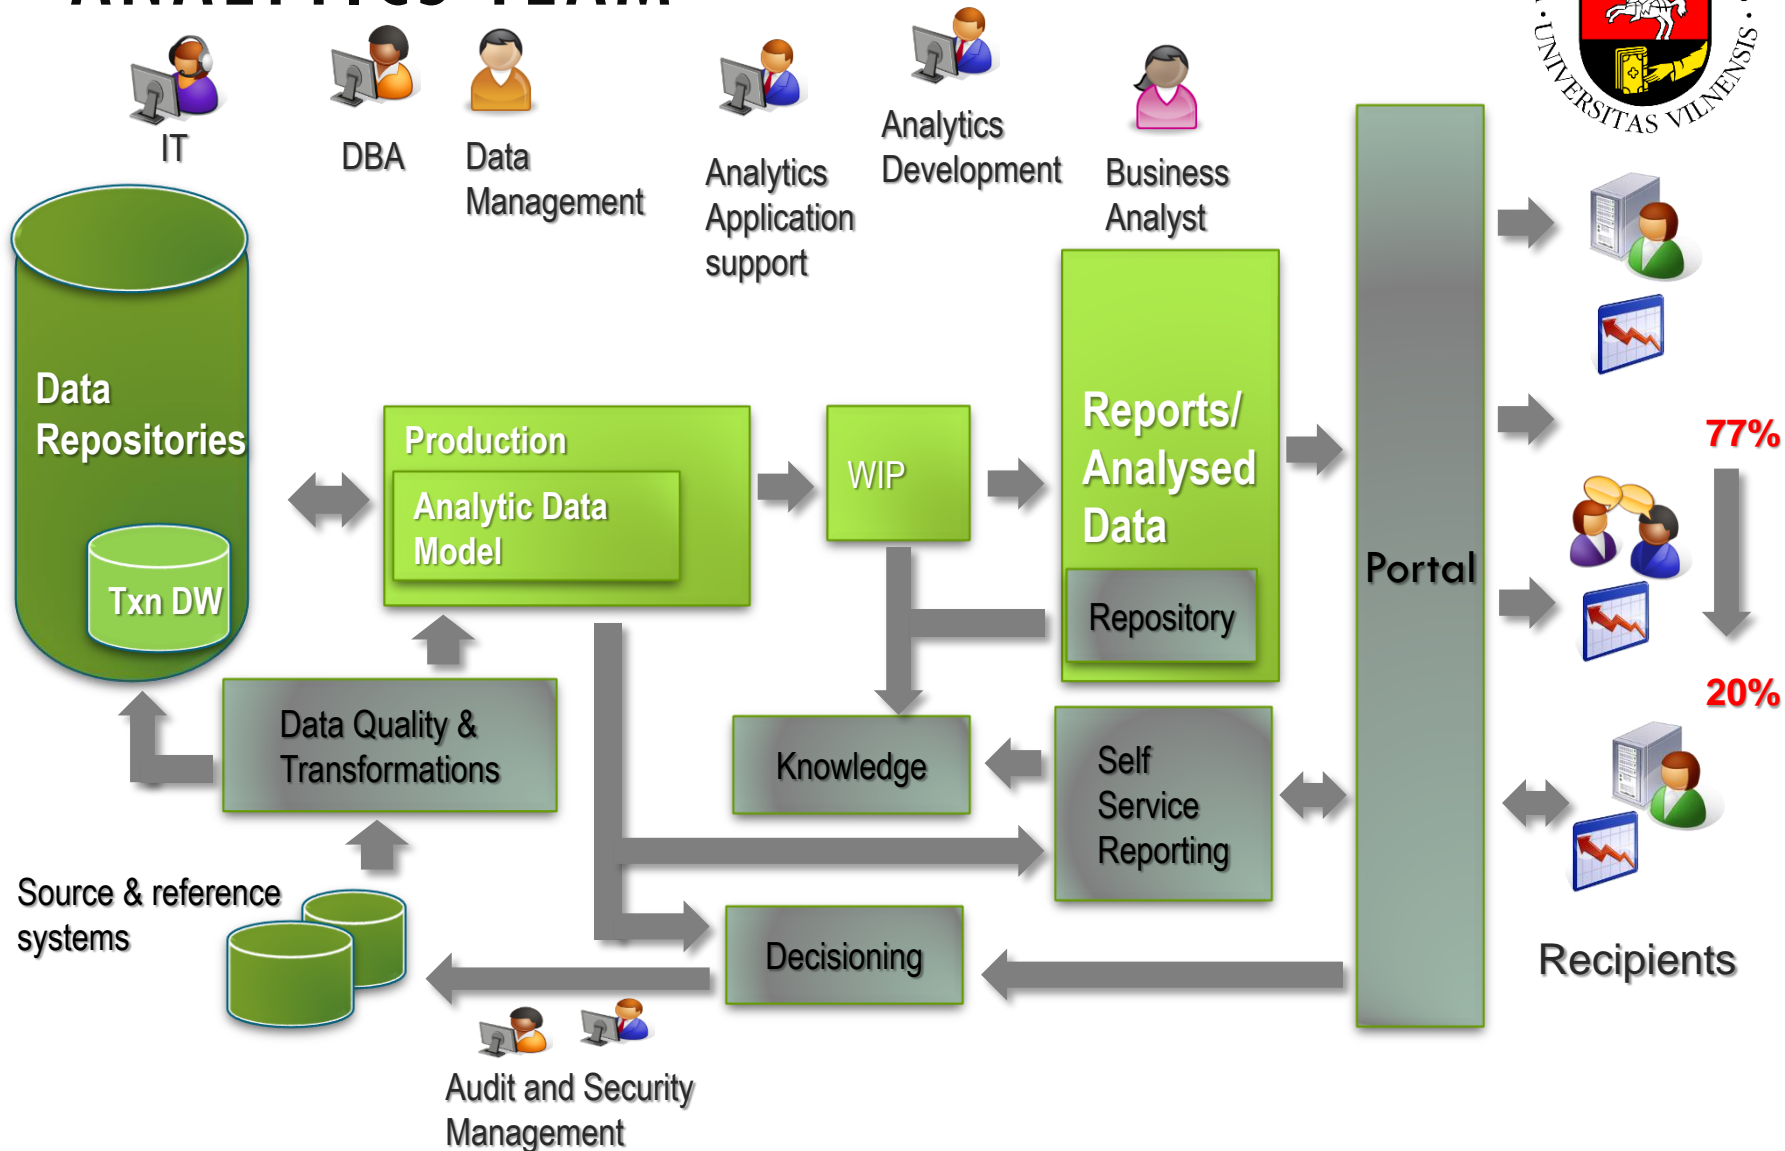 ANALYTICS TEAM
UNIVERSITAS VILNENSIS
IT
DBA
Data
Management
Analytics
Application
support
Analytics
Development
Business
Analyst
Data
Repositories
Txn DW
Production
Analytic Data
Model
WIP
Reports/
Analysed
Data
Repository
Portal
77%
20%
Data Quality &
Transformations
Knowledge
Self
Service
Reporting
Source & reference
systems
Decisioning
Recipients
Audit and Security
Management